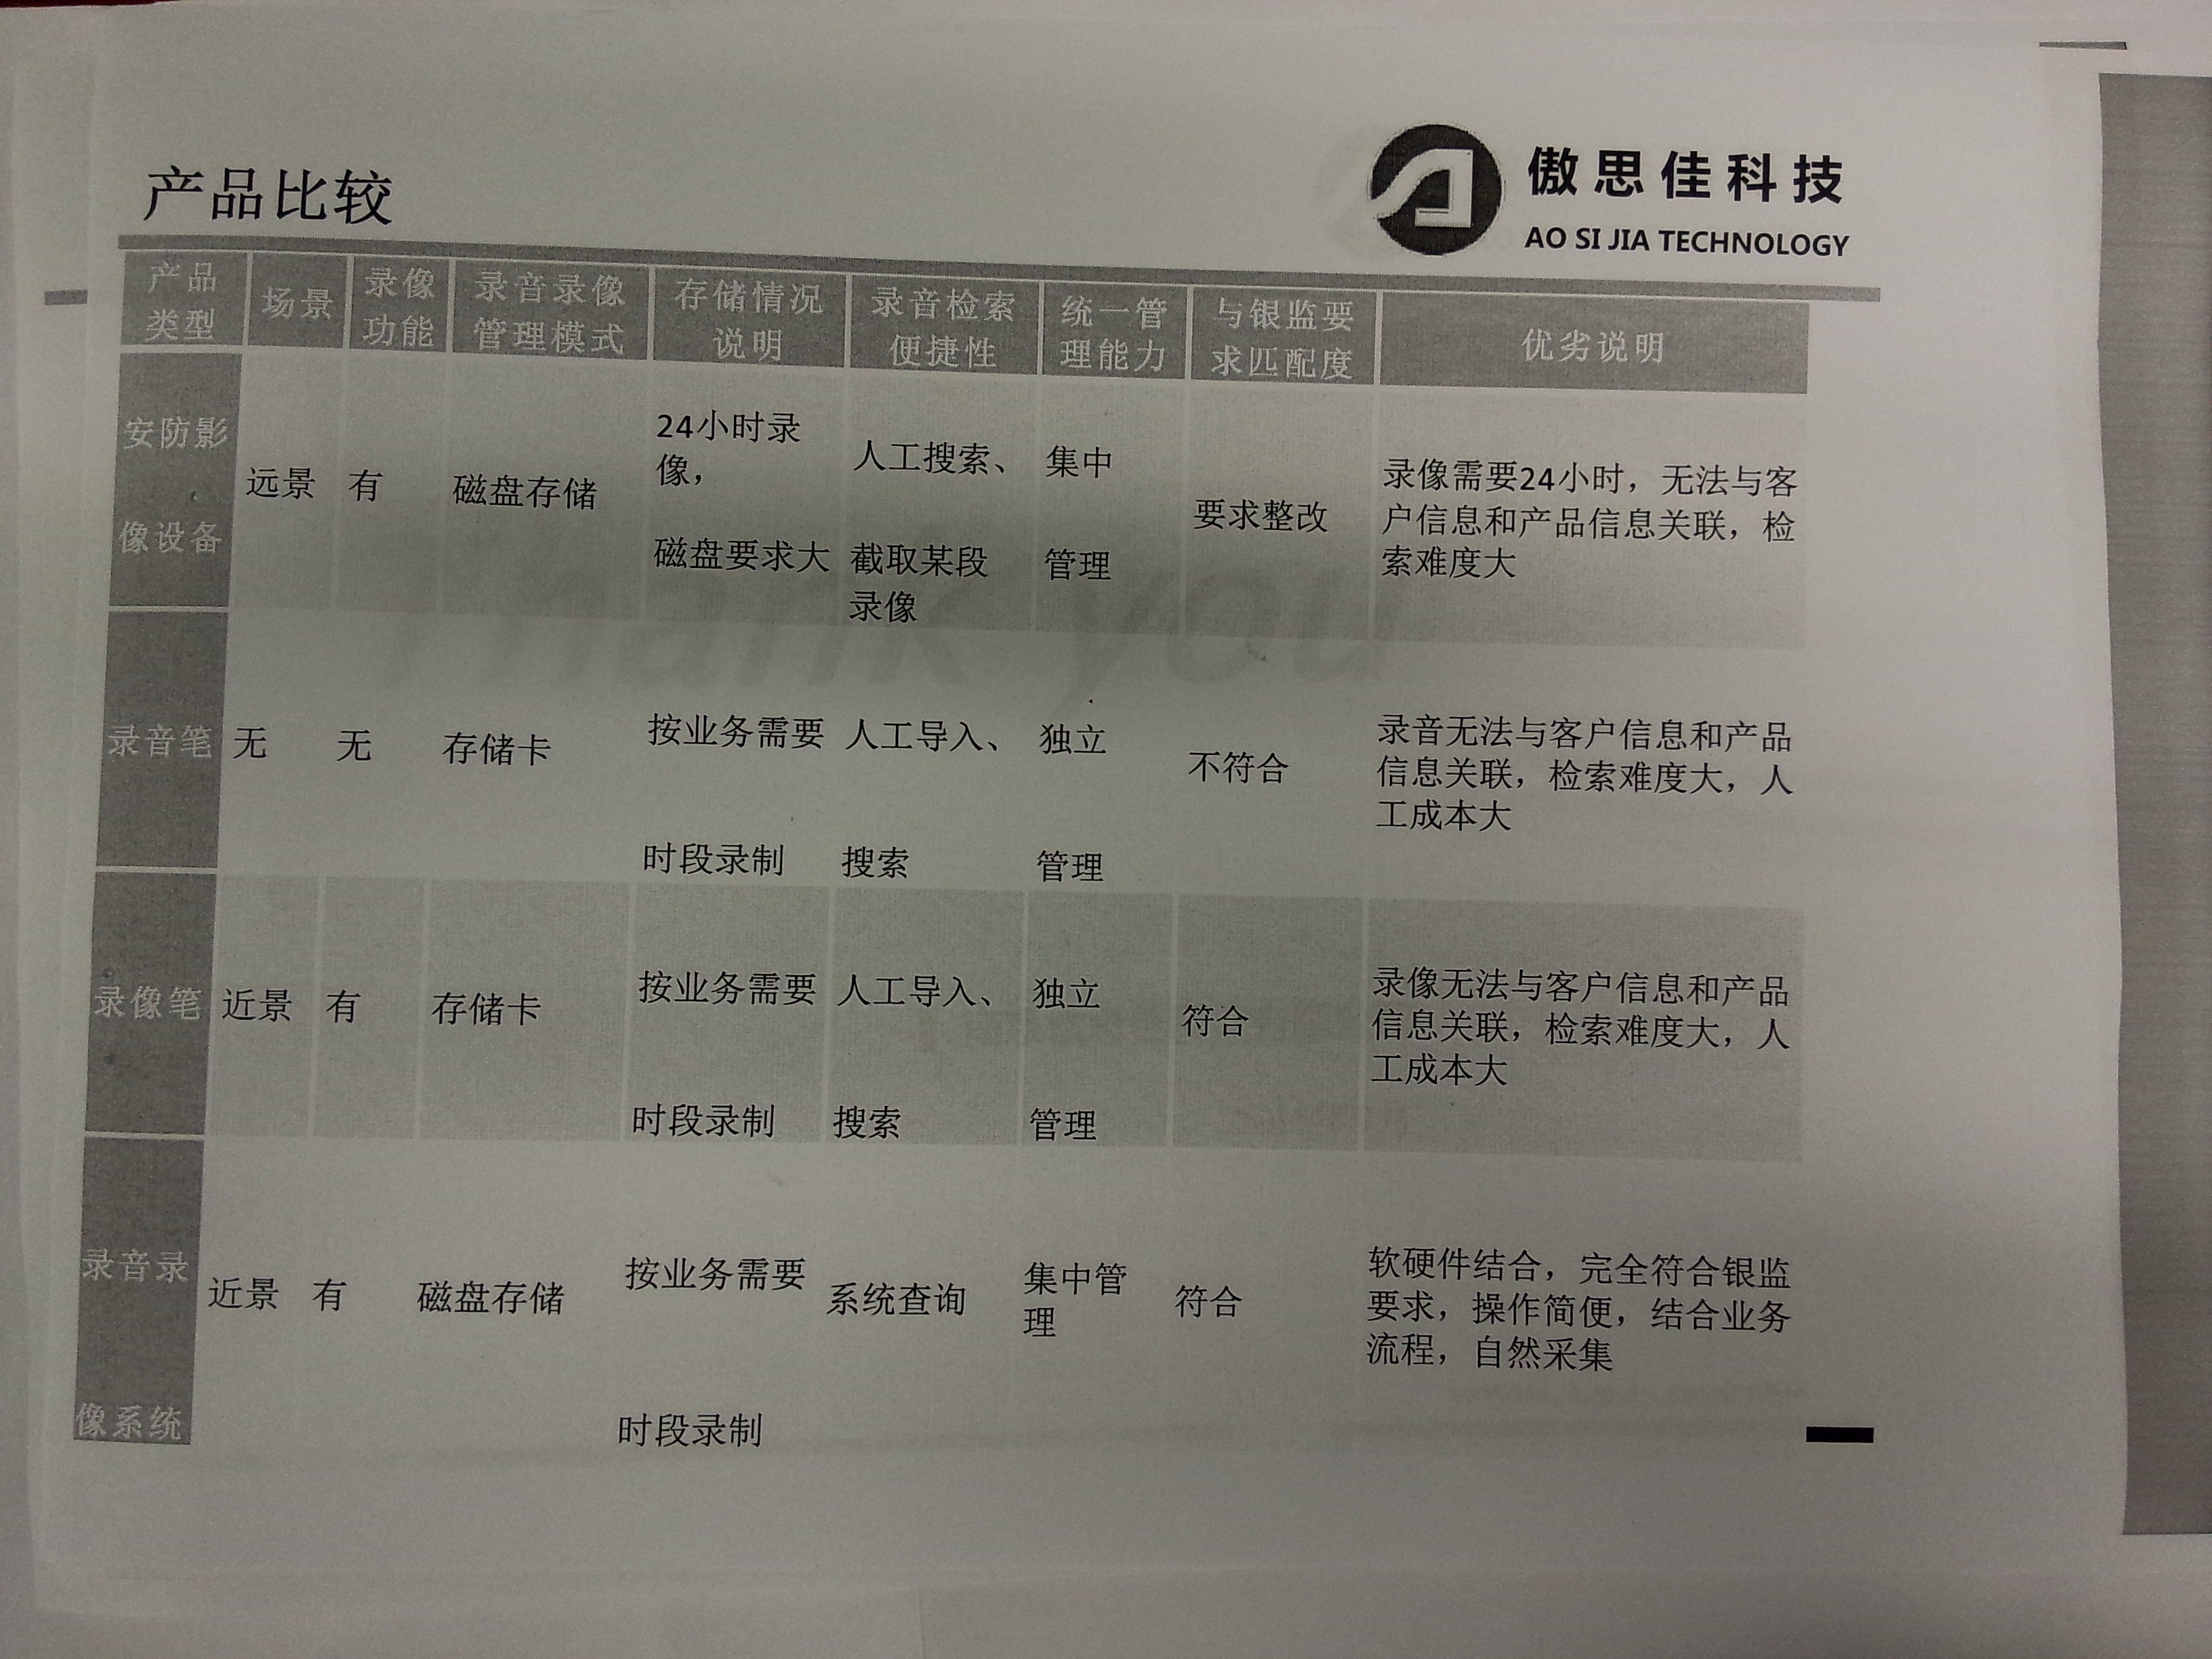 产品比较
傲思佳科技
AO SI JIA TECHNOLOGY
产品
类型
场景
录像
功能
录音录像
管理模式
存储情况
说明
录音检索
便捷性
统一管
理能力
与银监要
求匹配度
优劣说明
安防影
像设备
远景
有
磁盘存储
24小时录
像，
磁盘要求大
人工搜索、
截取某段
录像
集中
管理
要求整改
录像需要24小时，无法与客
户信息和产品信息关联，检
索难度大
录音笔
无
无
存储卡
按业务需要
时段录制
人工导入、
搜索
独立
管理
不符合
录音无法与客户信息和产品
信息关联，检索难度大，人
工成本大
录像笔
近景
有
存储卡
按业务需要
时段录制
人工导入、
搜索
独立
管理
符合
录像无法与客户信息和产品
信息关联，检索难度大，人
工成本大
录音录
像系统
近景
有
磁盘存储
按业务需要
时段录制
系统查询
集中管
理
符合
软硬件结合，完全符合银监
要求，操作简便，结合业务
流程，自然采集
Thank you